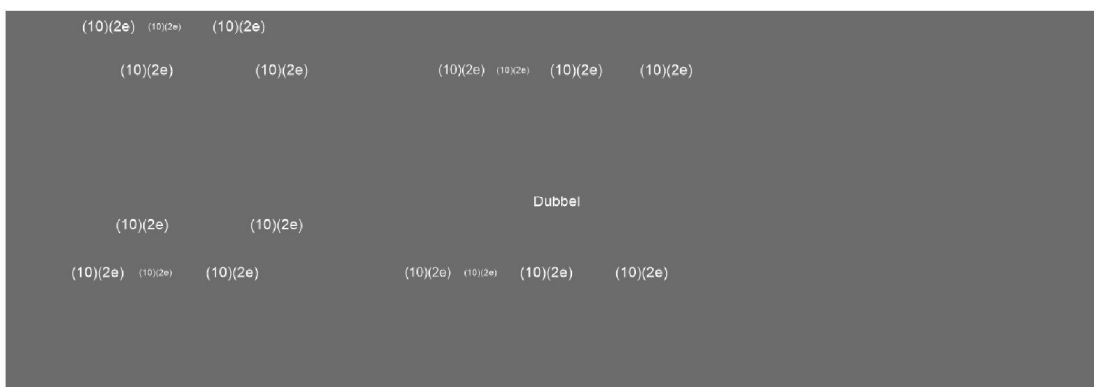 (10)(2e) (10)(2e) (10)(2e)
(10)(2e) (10)(2e) (10)(2e) (10)(2e) (10)(2e) (10)(2e)
Dubbel
(10)(2e) (10)(2e)
(10)(2e) (10)(2e) (10)(2e) (10)(2e) (10)(2e) (10)(2e) (10)(2e)